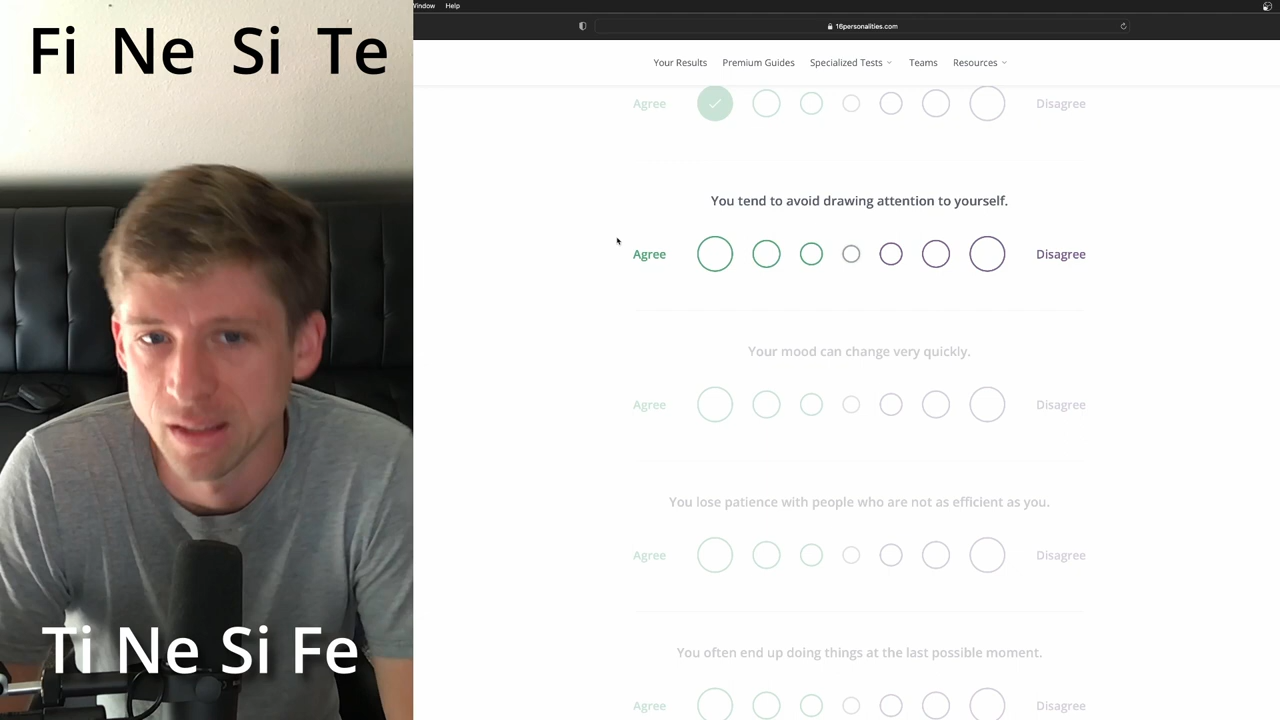 Fi Ne Si Te
Ti Ne Si Fe
Window Help
16personalities.com
Your Results Premium Guides Specialized Tests Teams Resources
Agree Disagree
You tend to avoid drawing attention to yourself.
Agree Disagree
Your mood can change very quickly.
Agree Disagree
You lose patience with people who are not as efficient as you.
Agree Disagree
You often end up doing things at the last possible moment.
Agree Disagree